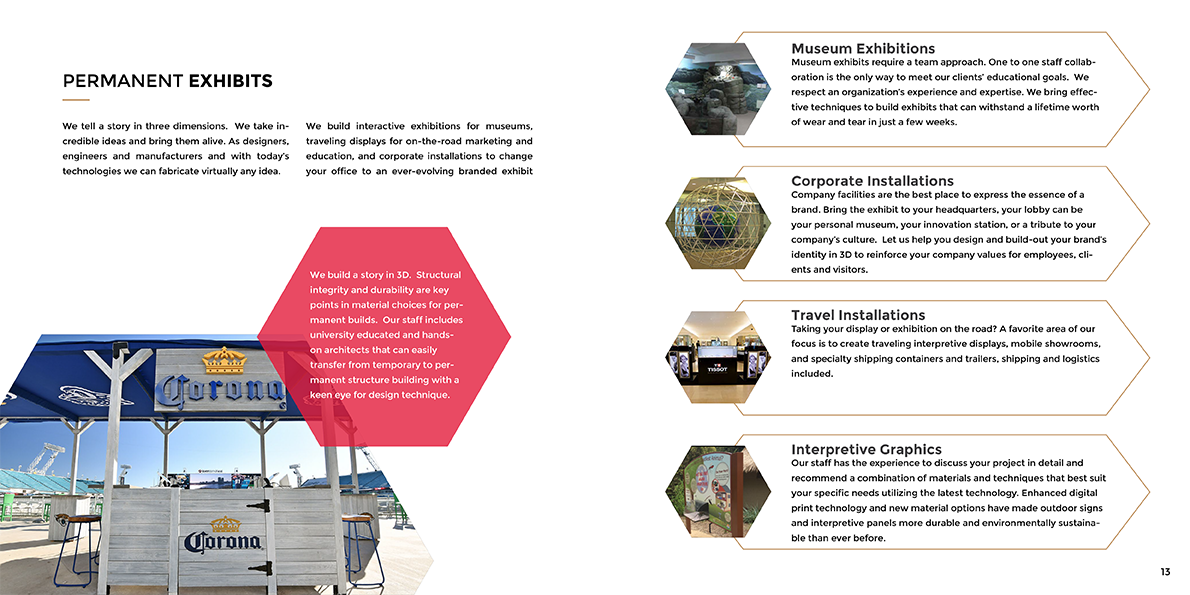 PERMANENT EXHIBITS
We tell a story in three dimensions. We take in-
credible ideas and bring them alive. As designers,
engineers and manufacturers and with today's
technologies we can fabricate virtually any idea.
We build interactive exhibitions for museums,
traveling displays for on-the-road marketing and
education, and corporate installations to change
your office to an ever-evolving branded exhibit
We build a story in 3D. Structural
integrity and durability are key
points in material choices for per-
manent builds. Our staff includes
university educated and hands-
on architects that can easily
transfer from temporary to per-
manent structure building with a
keen eye for design technique.
Corona
Corona
Museum Exhibitions
Museum exhibits require a team approach. One to one staff collab-
oration is the only way to meet our clients' educational goals. We
respect an organization's experience and expertise. We bring effec-
tive techniques to build exhibits that can withstand a lifetime worth
of wear and tear in just a few weeks.
Corporate Installations
Company facilities are the best place to express the essence of a
brand. Bring the exhibit to your headquarters, your lobby can be
your personal museum, your innovation station, or a tribute to your
company's culture. Let us help you design and build-out your brand's
identity in 3D to reinforce your company values for employees, cli-
ents and visitors.
TISSOT
Travel Installations
Taking your display or exhibition on the road? A favorite area of our
focus is to create traveling interpretive displays, mobile showrooms,
and specialty shipping containers and trailers, shipping and logistics
included.
Interpretive Graphics
Our staff has the experience to discuss your project in detail and
recommend a combination of materials and techniques that best suit
your specific needs utilizing the latest technology. Enhanced digital
print technology and new material options have made outdoor signs
and interpretive panels more durable and environmentally sustaina-
ble than ever before.
13